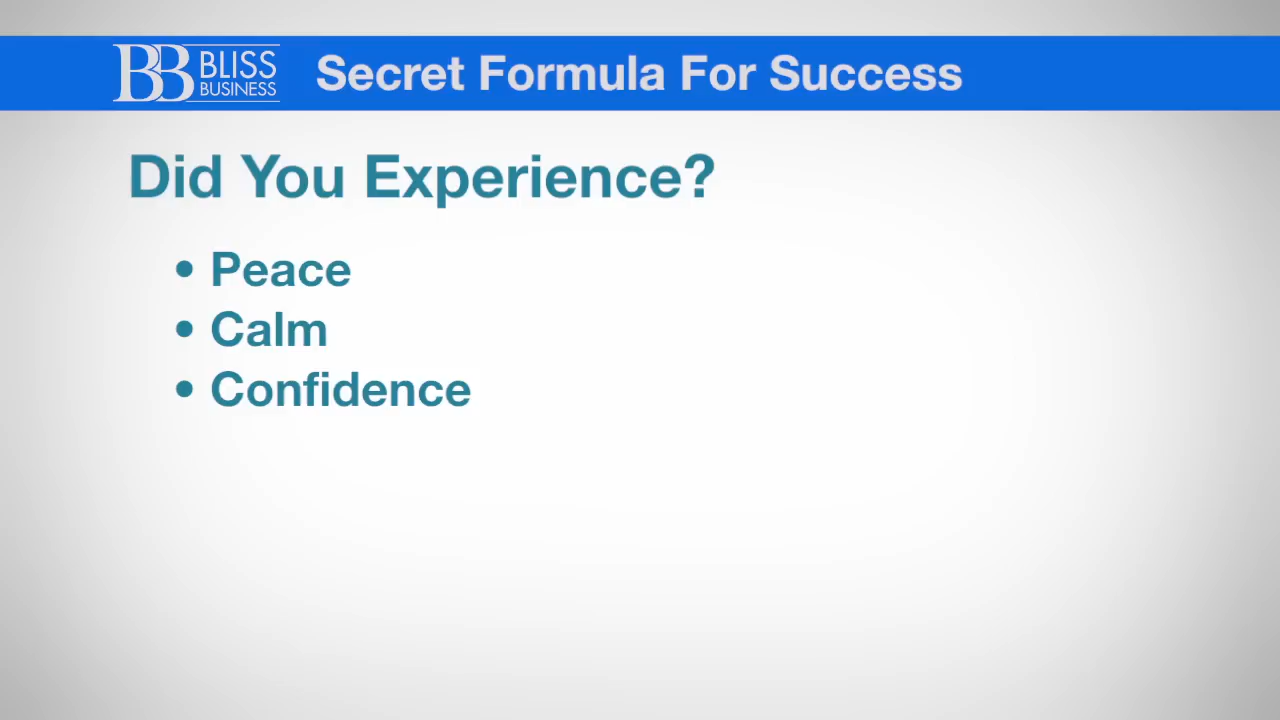 BB BLISS
BUSINESS
Secret Formula For Success
Did You Experience?
• Peace
• Calm
• Confidence